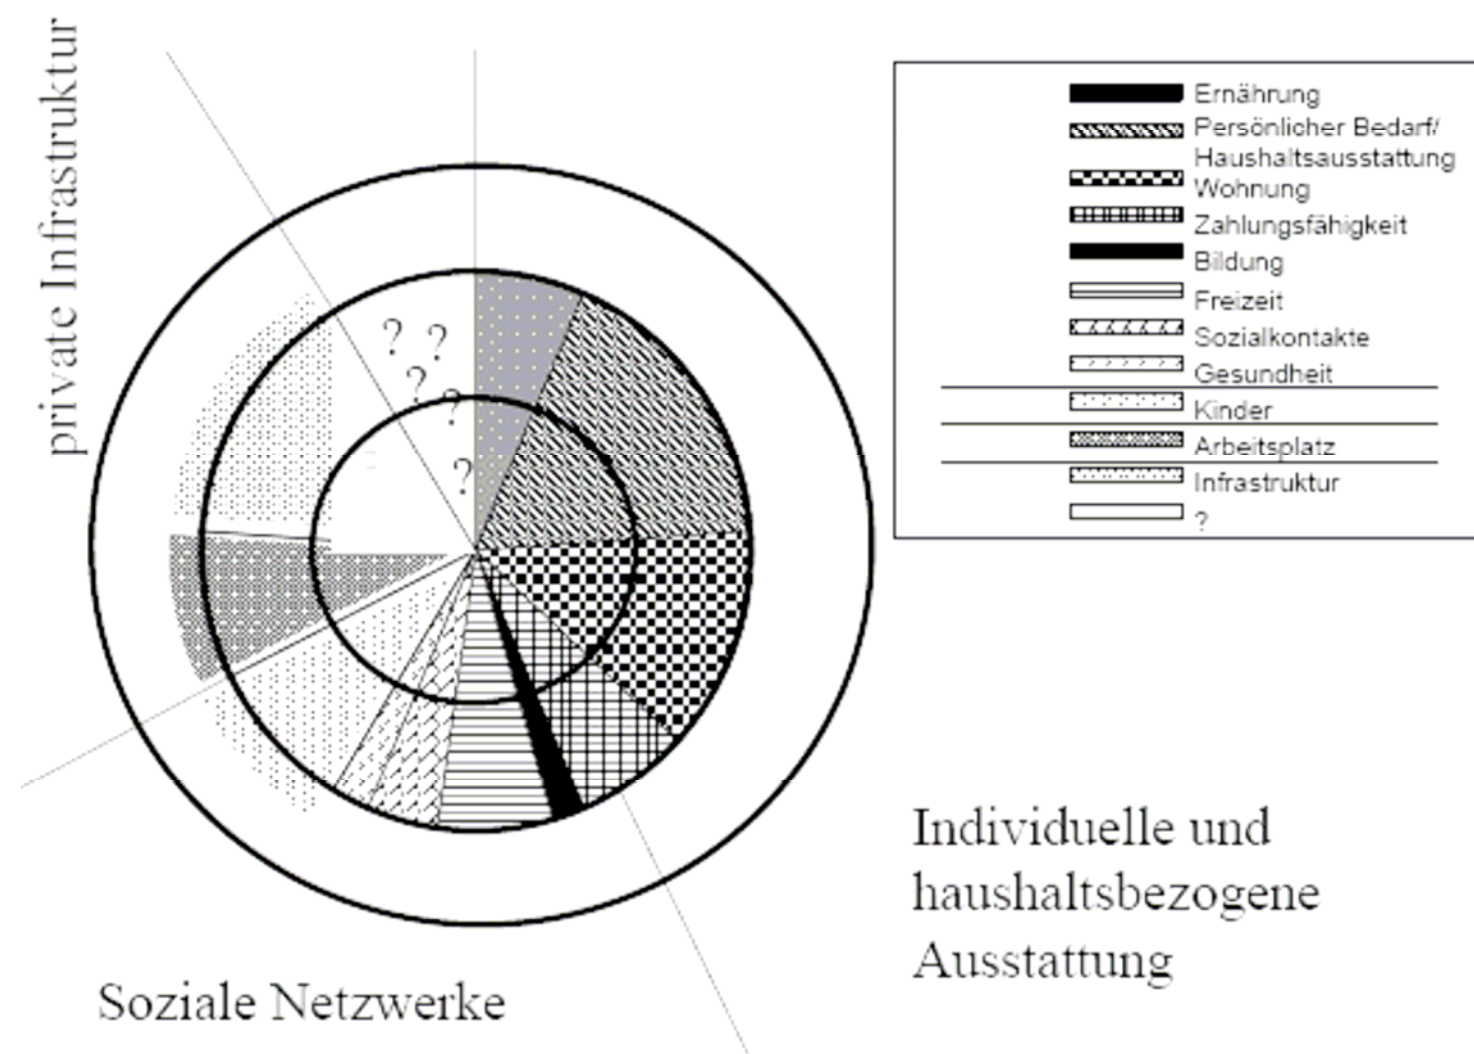 private Infrastruktur
Ernährung
Persönlicher Bedarf/
Haushaltsausstattung
Wohnung
Zahlungsfähigkeit
Bildung
Freizeit
Sozialkontakte
Gesundheit
Kinder
Arbeitsplatz
Infrastruktur
?
? ?
?
?
?
Individuelle und
haushaltsbezogene
Ausstattung
Soziale Netzwerke